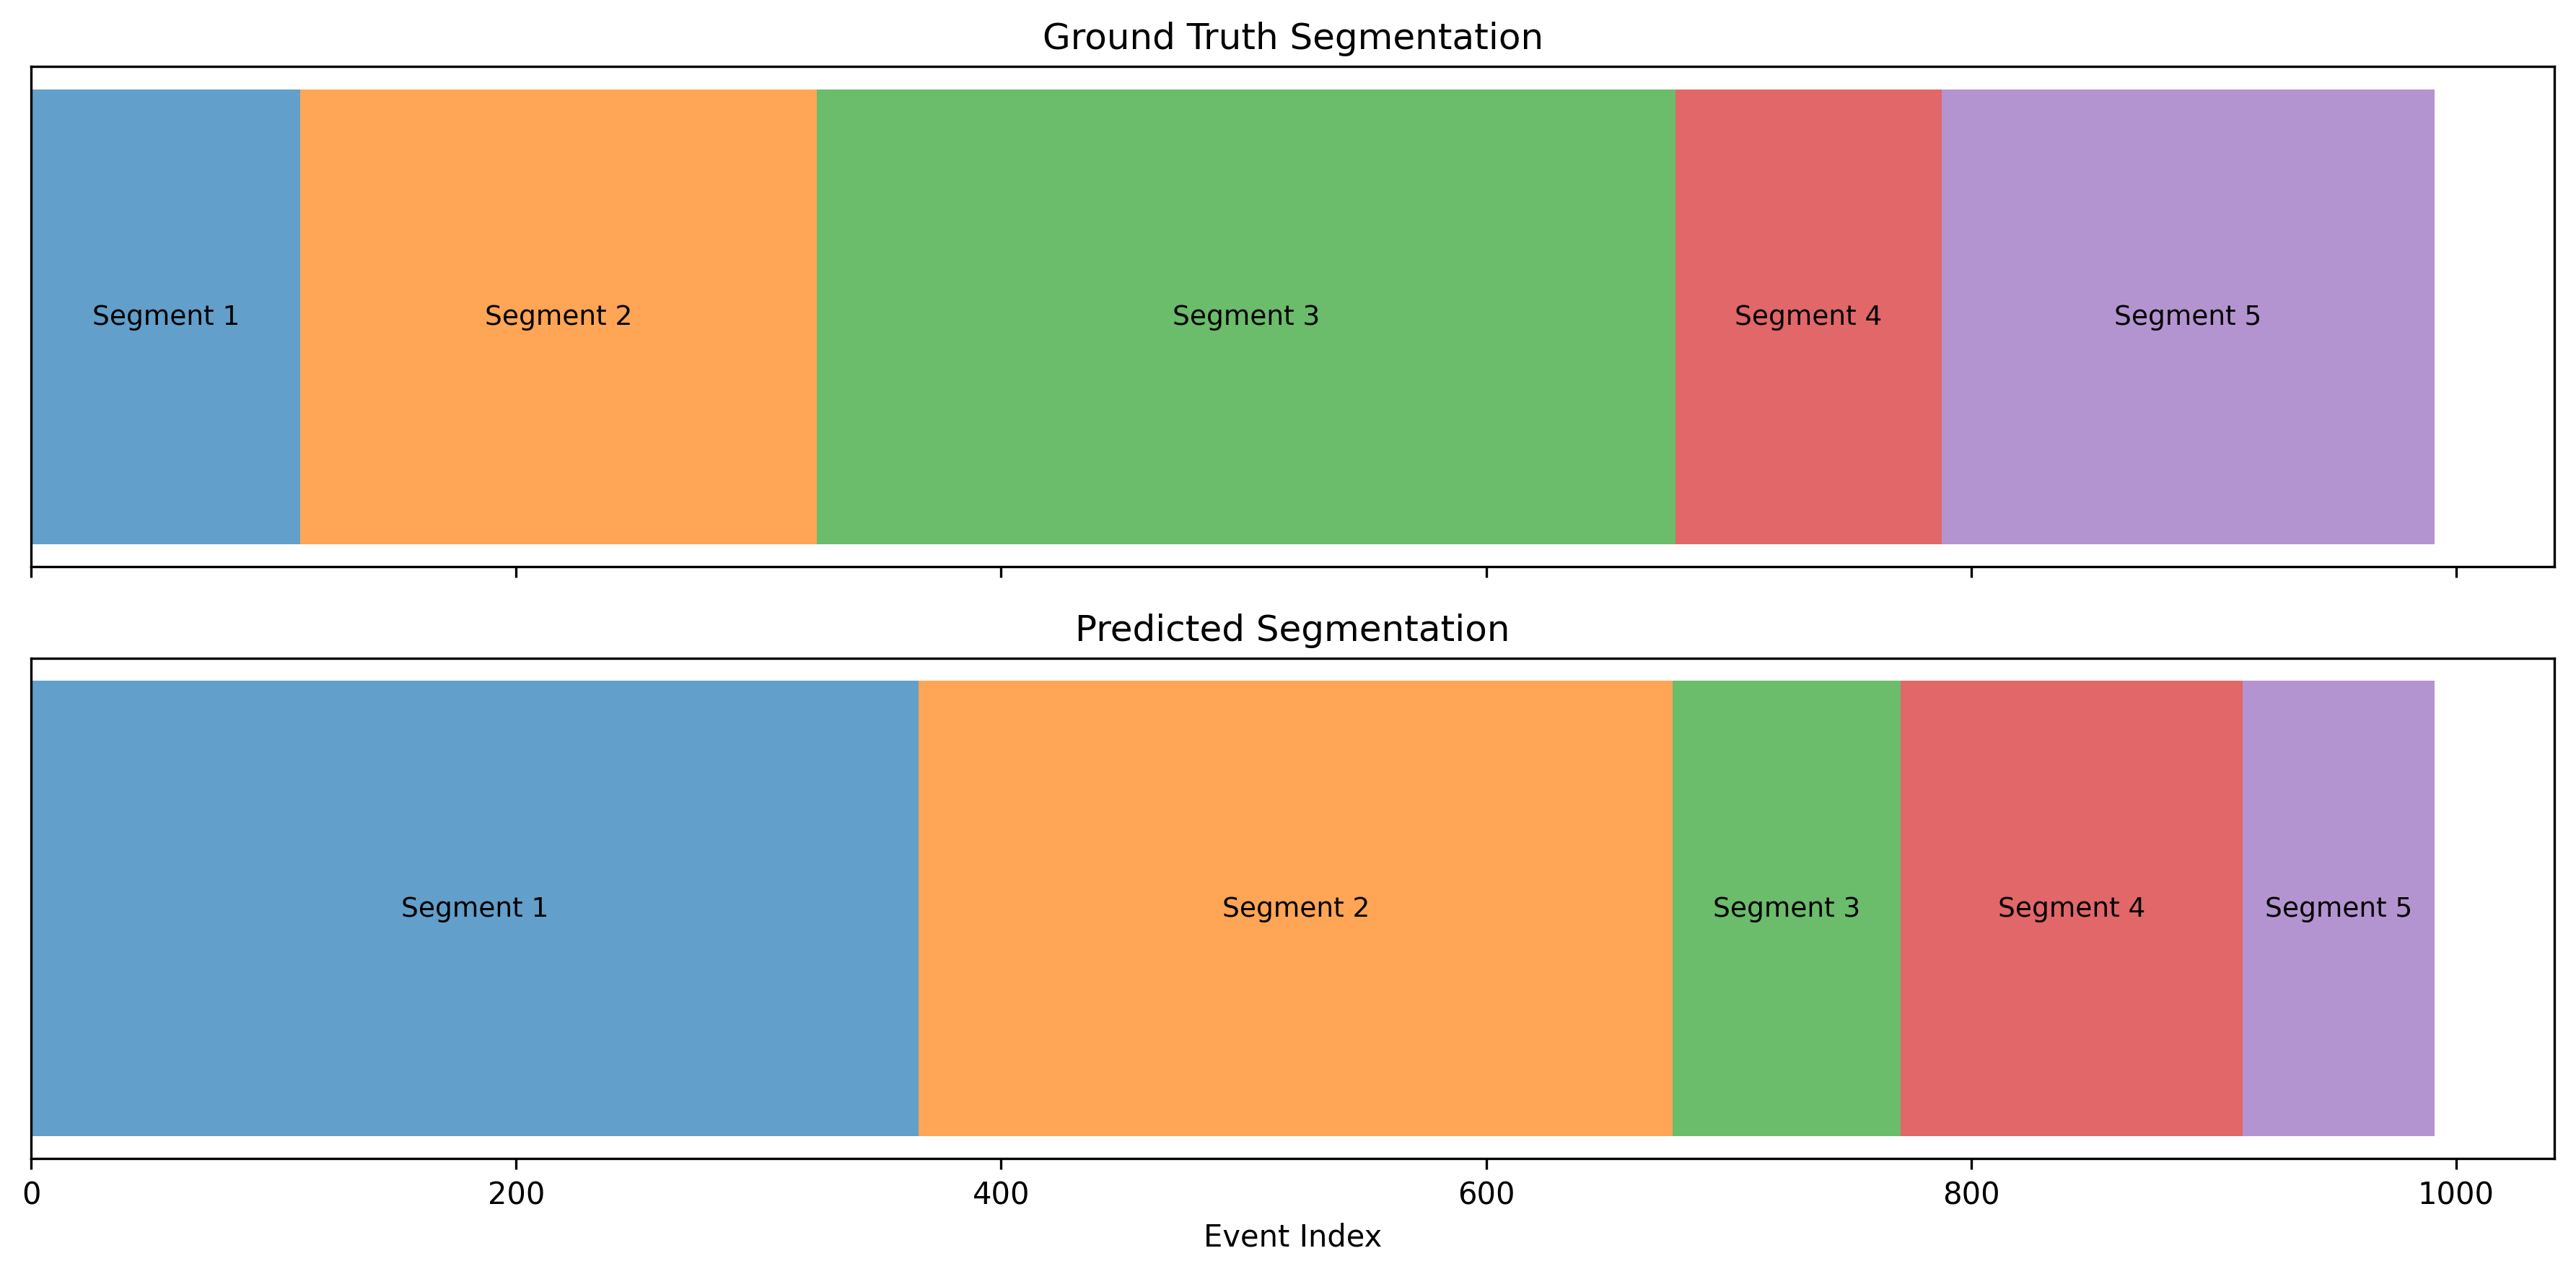 Ground Truth Segmentation
Segment 1 Segment 2 Segment 3 Segment 4 Segment 5
Predicted Segmentation
Segment 1 Segment 2 Segment 3 Segment 4 Segment 5
0 200 400 600 800 1000
Event Index